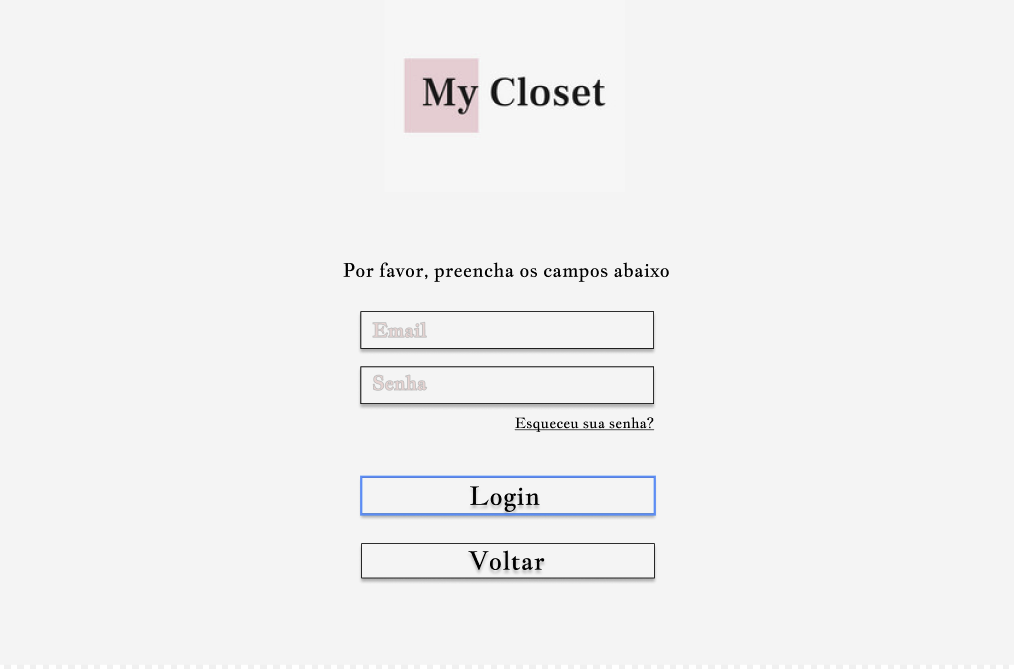 My Closet
Por favor, preencha os campos abaixo
Email
Senha
Esqueceu sua senha?
Login
Voltar